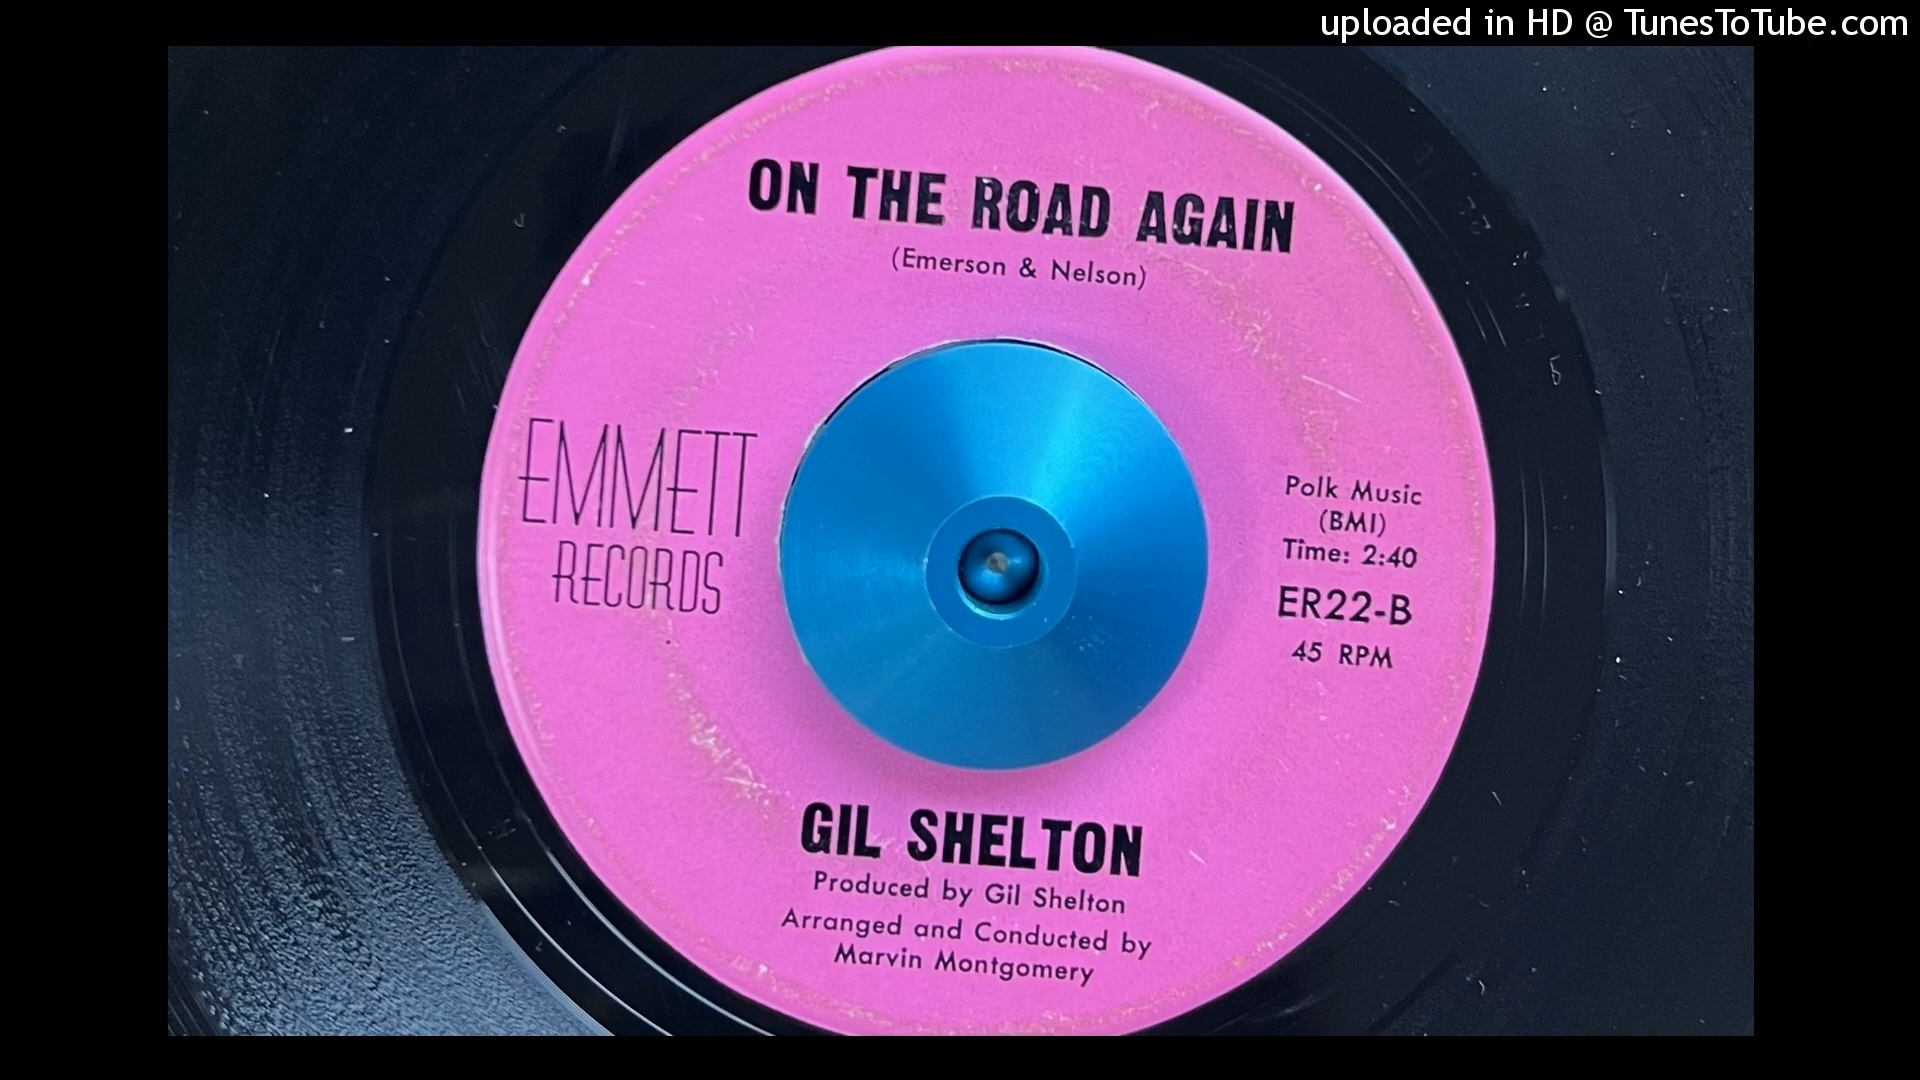 uploaded in HD @ TunesToTube.com
ON THE ROAD AGAIN
(Emerson & Nelson)
EMMETT
RECORDS
Polk Music
(BMI)
Time: 2:40
ER22-B
45 RPM
GIL SHELTON
Produced by Gil Shelton
Arranged and Conducted by
Marvin Montgomery